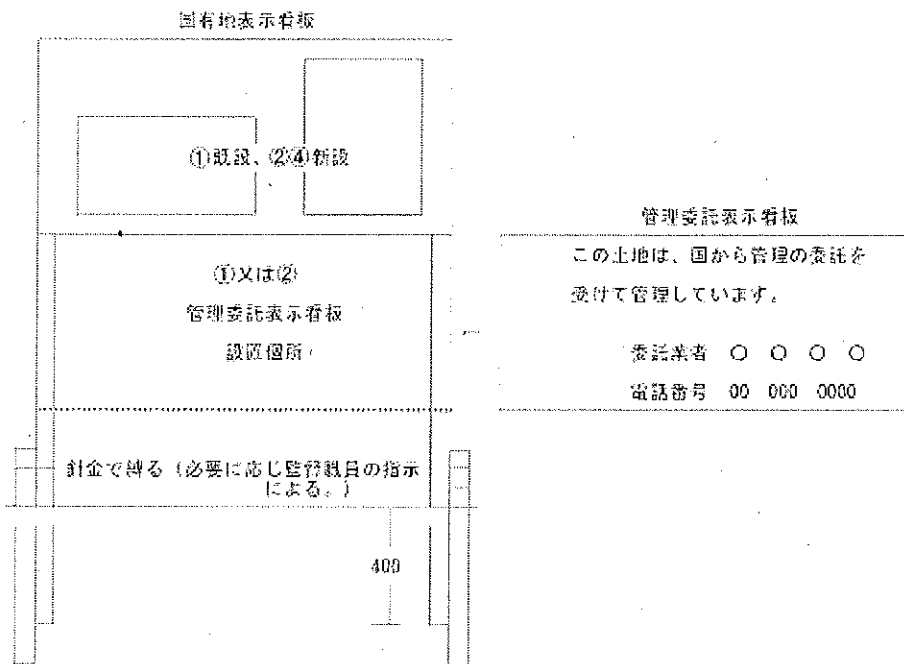 国有地表示看板
①既設、②④新設
①又は②
管理委託表示看板
設置個所
針金で縛る（必要に応じ監督職員の指示
による。）
400
管理委託表示看板
この土地は、国から管理の委託を
受けて管理しています。
委託業者 ○ ○ ○ ○
電話番号 00 000 0000